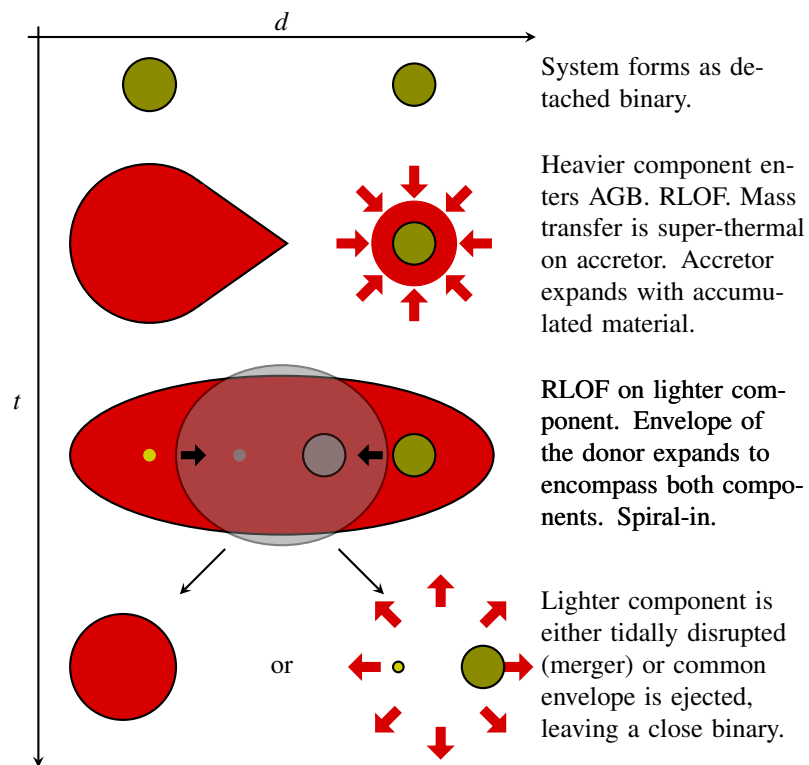 d
System forms as de-
tached binary.
Heavier component en-
ters AGB. RLOF. Mass
transfer is super-thermal
on accretor. Accretor
expands with accumu-
lated material.
t
RLOF on lighter com-
ponent. Envelope of
the donor expands to
encompass both compo-
nents. Spiral-in.
or
Lighter component is
either tidally disrupted
(merger) or common
envelope is ejected,
leaving a close binary.